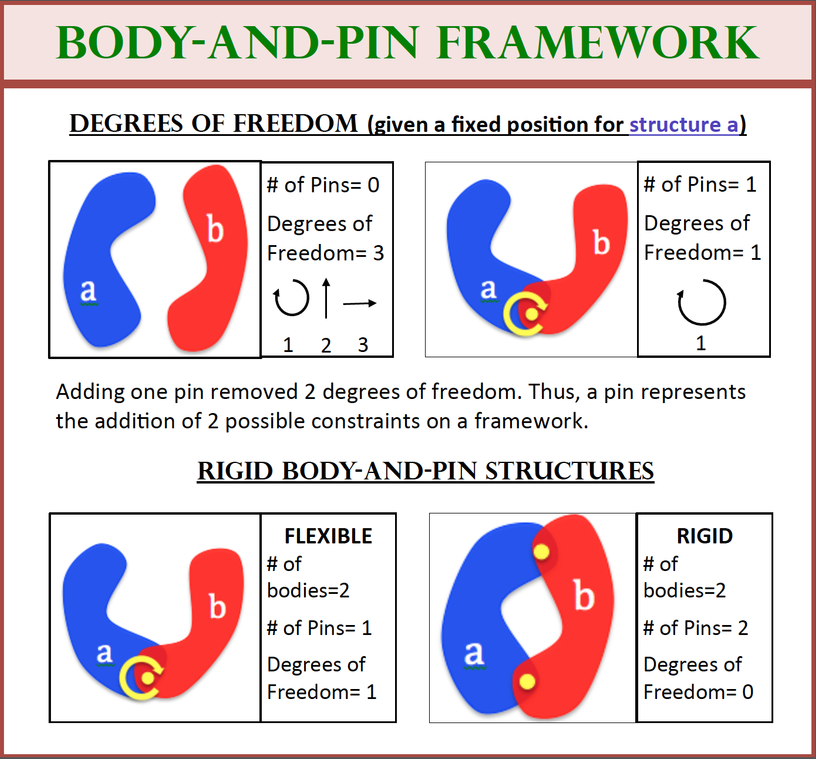 BODY-AND-PIN FRAMEWORK
DEGREES OF FREEDOM (given a fixed position for structure a)
a
b
# of Pins= 0
Degrees of
Freedom= 3
1 2 3
a
b
# of Pins= 1
Degrees of
Freedom= 1
1
Adding one pin removed 2 degrees of freedom. Thus, a pin represents
the addition of 2 possible constraints on a framework.
RIGID BODY-AND-PIN STRUCTURES
a
b
FLEXIBLE
# of
bodies=2
# of Pins= 1
Degrees of
Freedom= 1
a
b
RIGID
# of
bodies=2
# of Pins= 2
Degrees of
Freedom= 0